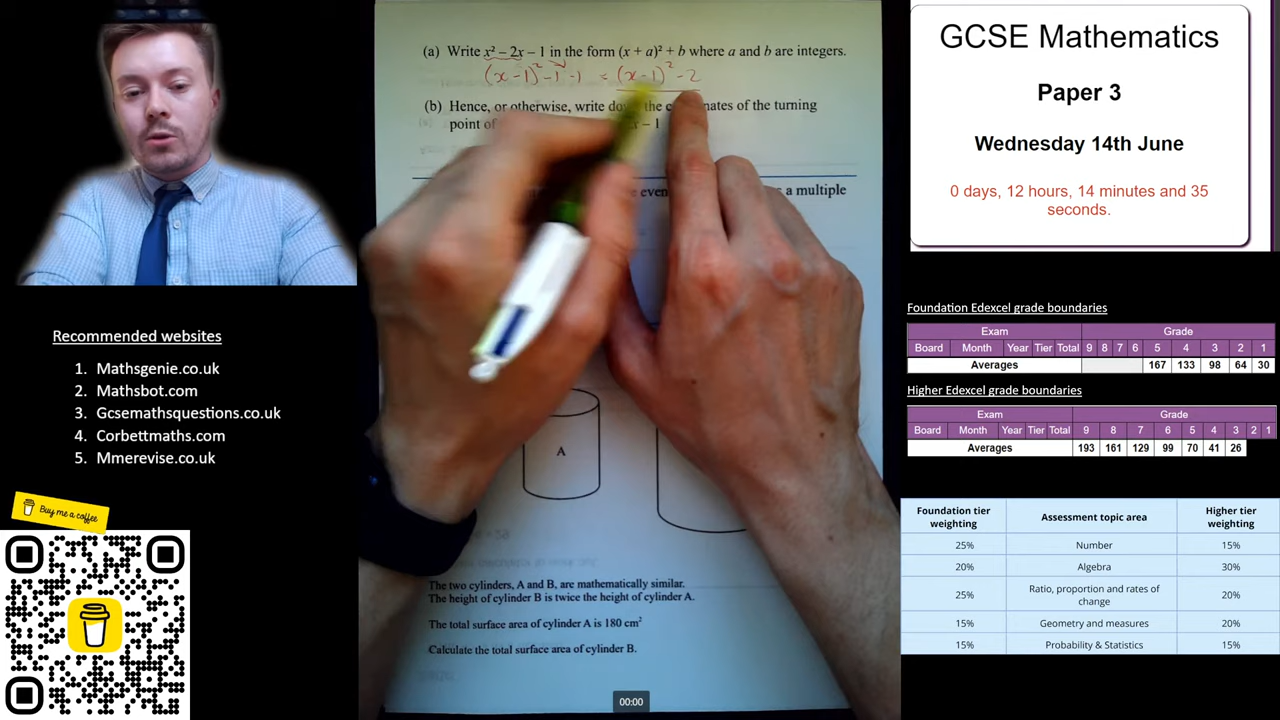 (a) Write x² − 2x − 1 in the form (x + a)² + b where a and b are integers.
(x − 1)² − 1 − 1 = (x − 1)² − 2
(b) Hence, or otherwise, write the of the turning
point of x − 1
even a multiple
A
The two cylinders, A and B, are mathematically similar.
The height of cylinder B is twice the height of cylinder A.
The total surface area of cylinder A is 180 cm²
Calculate the total surface area of cylinder B.
00:00
Recommended websites
1. Mathsgenie.co.uk
2. Mathsbot.com
3. Gcsemathsquestions.co.uk
4. Corbettmaths.com
5. Mmerevise.co.uk
Buy me a coffee
GCSE Mathematics
Paper 3
Wednesday 14th June
0 days, 12 hours, 14 minutes and 35
seconds.
Foundation Edexcel grade boundaries
Exam Grade
Board Month Year Tier Total 9 8 7 6 5 4 3 2 1
Averages 167 133 98 64 30
Higher Edexcel grade boundaries
Exam Grade
Board Month Year Tier Total 9 8 7 6 5 4 3 2 1
Averages 193 161 129 99 70 41 26
Foundation tier weighting Assessment topic area Higher tier weighting
25% Number 15%
20% Algebra 30%
25% Ratio, proportion and rates of change 20%
15% Geometry and measures 20%
15% Probability & Statistics 15%